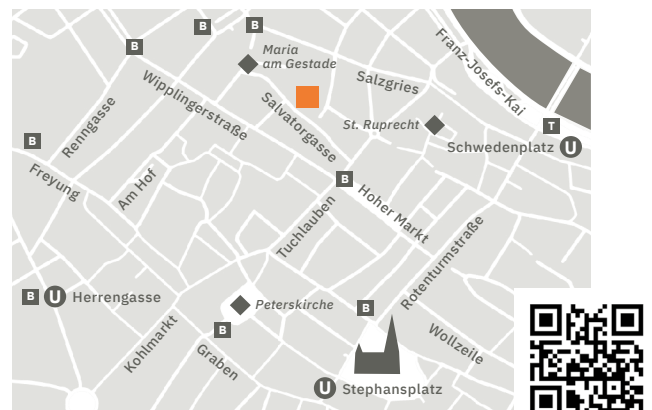 B
B
B
Maria
am Gestade
Franz-Josefs-Kai
Salzgries
Wipplingerstraße
Salvatorgasse
Renngasse
St. Ruprecht
T
B
Schwedenplatz U
Freyung
Am Hof
B
Hoher Markt
Tuchlauben
Rotenturmstraße
B U Herrengasse
Peterskirche
B
B
Kohlmarkt
Graben
Wollzeile
U Stephansplatz